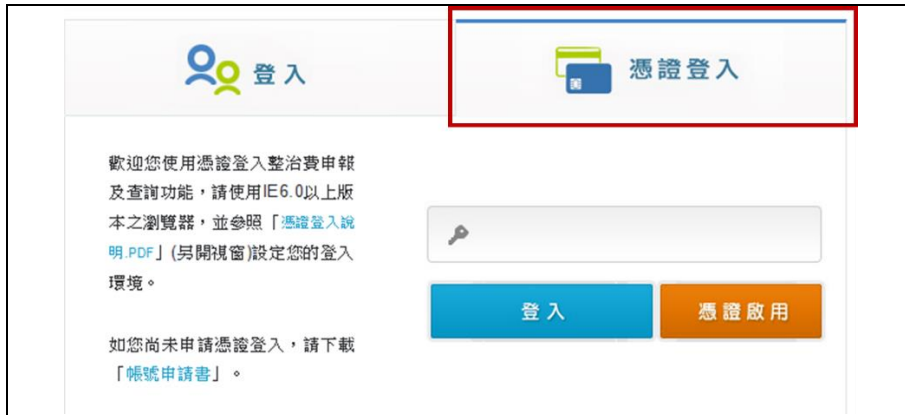 登入
憑證登入
歡迎您使用憑證登入整治費申報
及查詢功能，請使用IE6.0以上版
本之瀏覽器，並參照「憑證登入說
明.PDF」(另開視窗)設定您的登入
環境。
如您尚未申請憑證登入，請下載
「帳號申請書」。
登入
憑證啟用